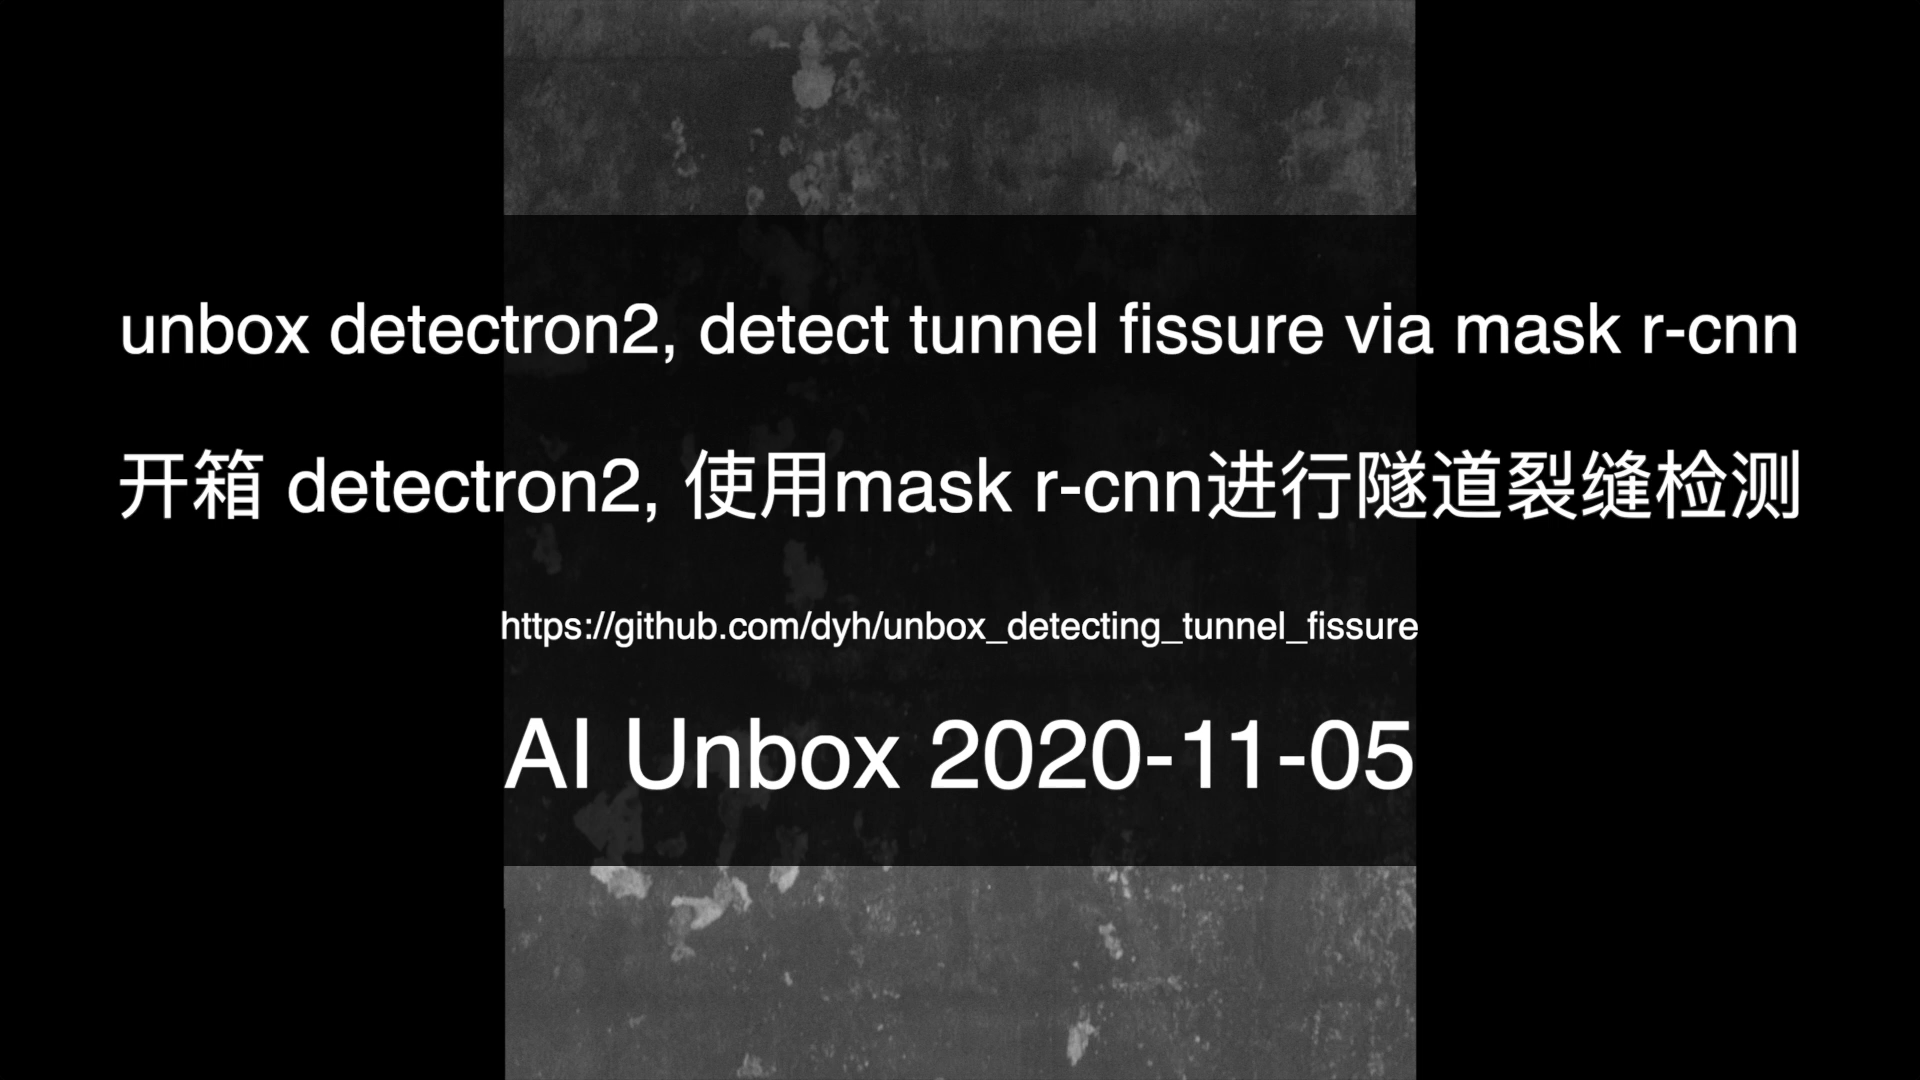 unbox detectron2, detect tunnel fissure via mask r-cnn
开箱 detectron2, 使用mask r-cnn进行隧道裂缝检测
https://github.com/dyh/unbox_detecting_tunnel_fissure
AI Unbox 2020-11-05